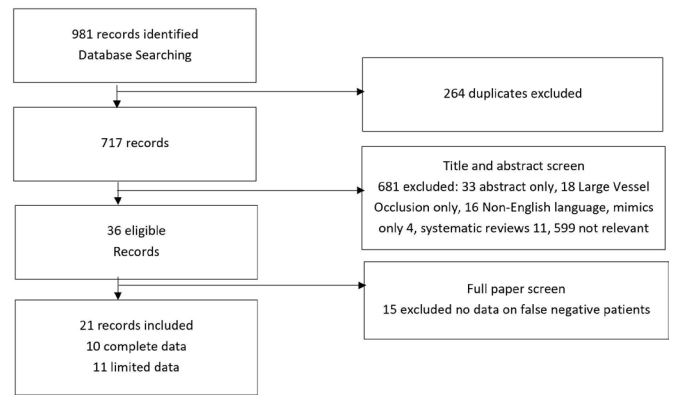 981 records identified
Database Searching
264 duplicates excluded
717 records
Title and abstract screen
681 excluded: 33 abstract only, 18 Large Vessel
Occlusion only, 16 Non-English language, mimics
only 4, systematic reviews 11, 599 not relevant
36 eligible
Records
Full paper screen
15 excluded no data on false negative patients
21 records included
10 complete data
11 limited data